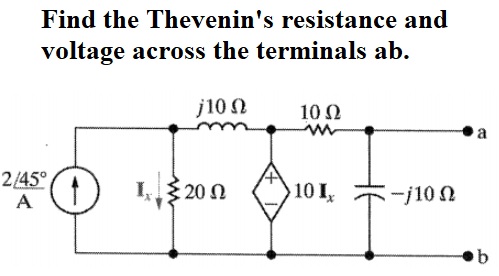 Find the Thevenin's resistance and
voltage across the terminals ab.
j10 Ω
10 Ω
a
2/45°
A
Iₓ
20 Ω
+
10 Iₓ
-j10 Ω
b